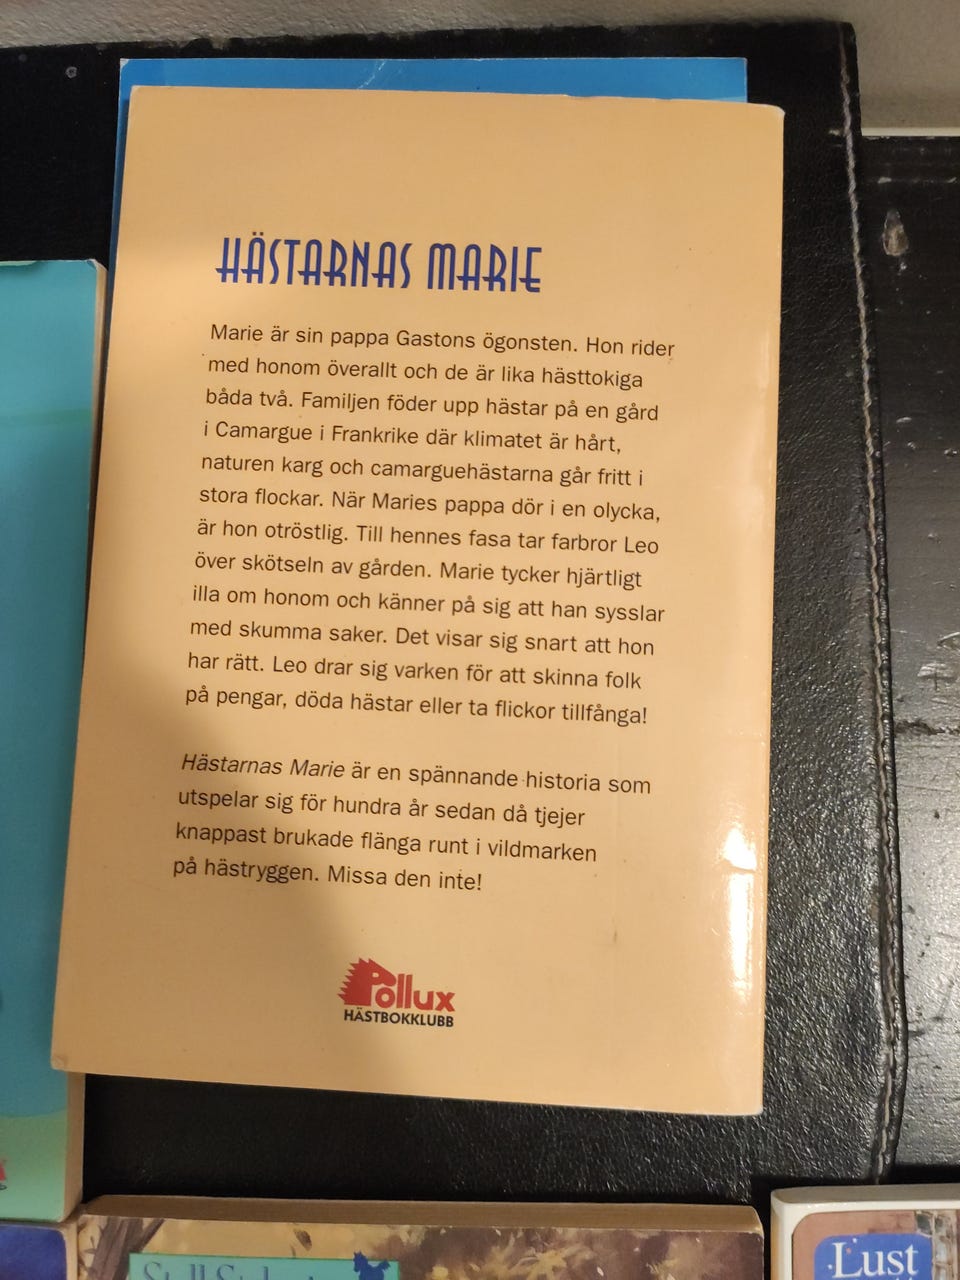 HÄSTARNAS MARIE
Marie är sin pappa Gastons ögonsten. Hon rider
med honom överallt och de är lika hästtokiga
båda två. Familjen föder upp hästar på en gård
i Camargue i Frankrike där klimatet är hårt,
naturen karg och camarguehästarna går fritt i
stora flockar. När Maries pappa dör i en olycka,
är hon otröstlig. Till hennes fasa tar farbror Leo
över skötseln av gården. Marie tycker hjärtligt
illa om honom och känner på sig att han sysslar
med skumma saker. Det visar sig snart att hon
har rätt. Leo drar sig varken för att skinna folk
på pengar, döda hästar eller ta flickor tillfånga!
Hästarnas Marie är en spännande historia som
utspelar sig för hundra år sedan då tjejer
knappast brukade flänga runt i vildmarken
på hästryggen. Missa den inte!
Pollux
HÄSTBOKKLUBB
Lust